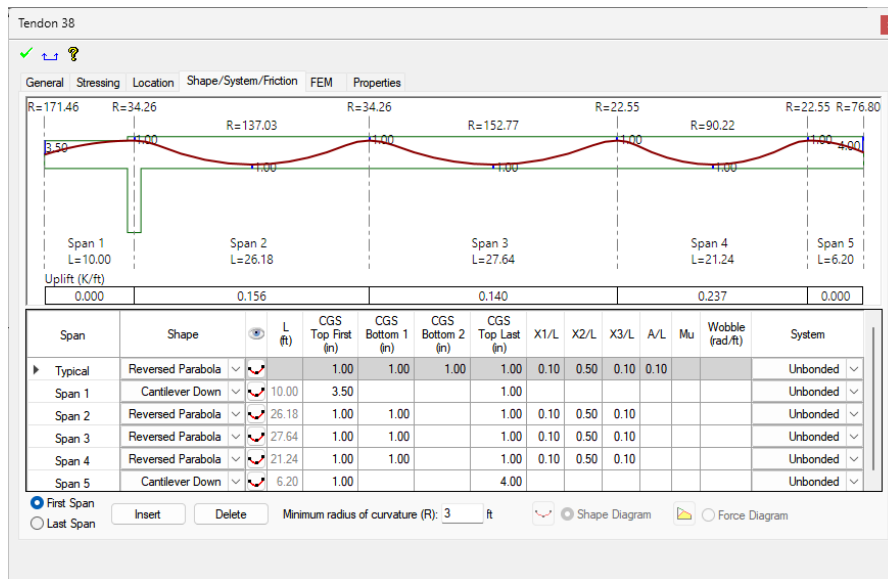 Tendon 38
General Stressing Location Shape/System/Friction FEM Properties
R=171.46 R=34.26 R=34.26 R=22.55 R=22.55 R=76.80
R=137.03 R=152.77 R=90.22
3.50 1.00 1.00 1.00 1.00 4.00
1.00 1.00 1.00
Span 1 Span 2 Span 3 Span 4 Span 5
L=10.00 L=26.18 L=27.64 L=21.24 L=6.20
Uplift (K/ft)
0.000 0.156 0.140 0.237 0.000
Span Shape L (ft) CGS Top First (in) CGS Bottom 1 (in) CGS Bottom 2 (in) CGS Top Last (in) X1/L X2/L X3/L A/L Mu Wobble (rad/ft) System
Typical Reversed Parabola 1.00 1.00 1.00 1.00 0.10 0.50 0.10 0.10 Unbonded
Span 1 Cantilever Down 10.00 3.50 1.00 Unbonded
Span 2 Reversed Parabola 26.18 1.00 1.00 1.00 0.10 0.50 0.10 Unbonded
Span 3 Reversed Parabola 27.64 1.00 1.00 1.00 0.10 0.50 0.10 Unbonded
Span 4 Reversed Parabola 21.24 1.00 1.00 1.00 0.10 0.50 0.10 Unbonded
Span 5 Cantilever Down 6.20 1.00 4.00 Unbonded
First Span
Last Span
Insert Delete Minimum radius of curvature (R): 3 ft Shape Diagram Force Diagram